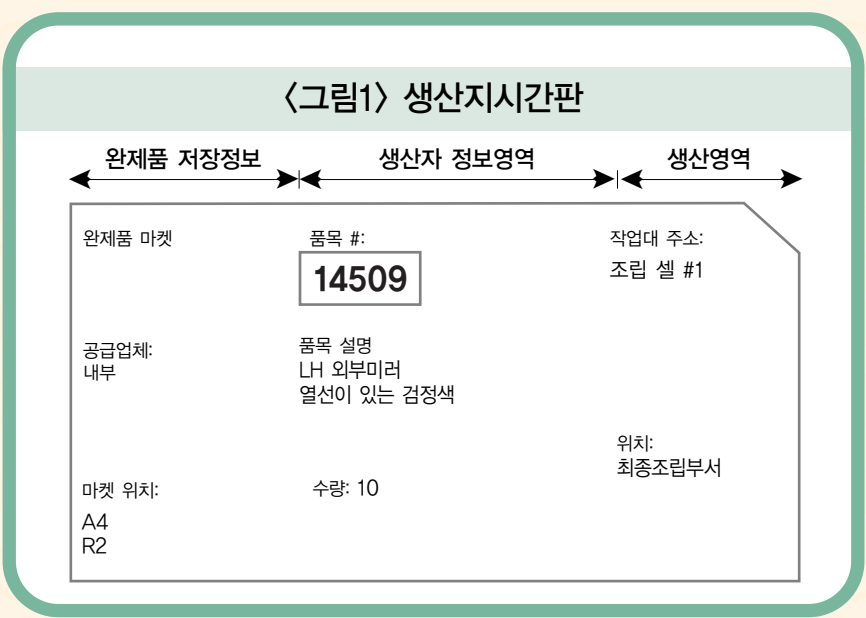 〈그림1〉 생산지시간판
완제품 저장정보
생산자 정보영역
생산영역
완제품 마켓
품목 #:
14509
작업대 주소:
조립 셀 #1
공급업체:
내부
품목 설명
LH 외부미러
열선이 있는 검정색
위치:
최종조립부서
마켓 위치:
A4
R2
수량: 10